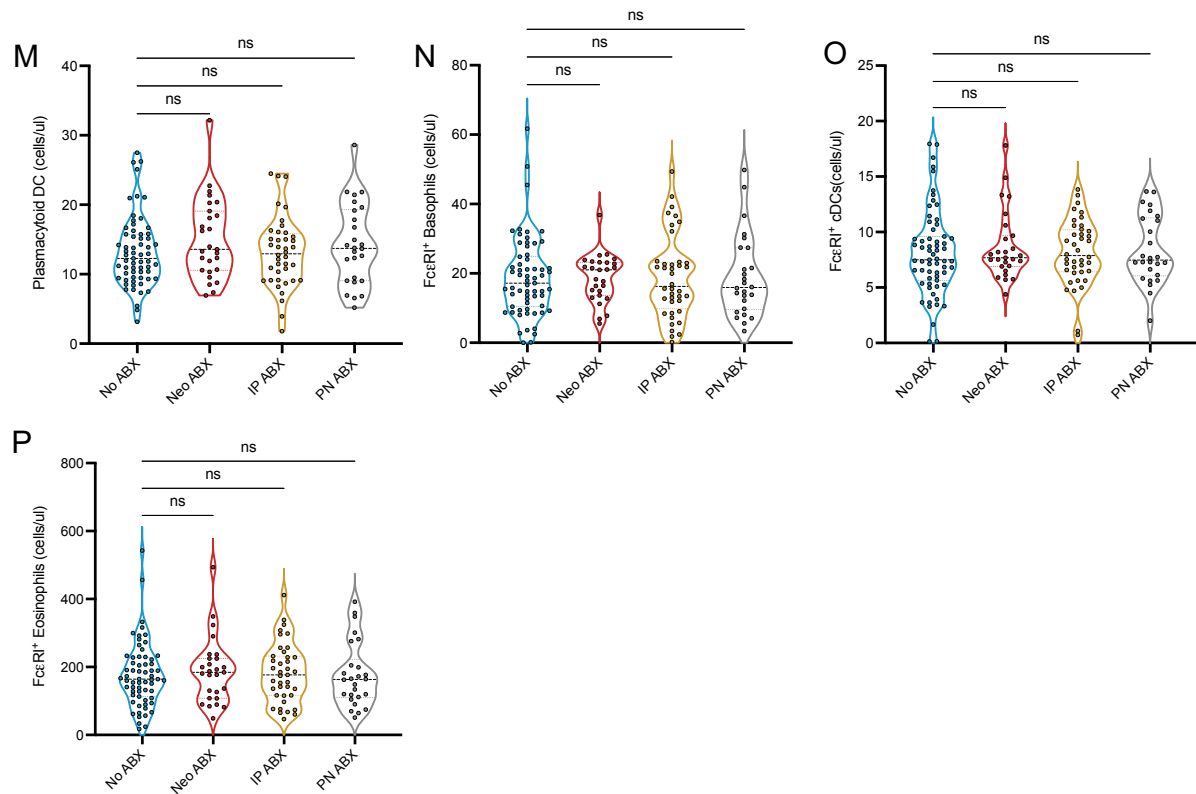 M
ns
ns
ns
Plasmacytoid DC (cells/ul)
40
30
20
10
0
No ABX
Neo ABX
IP ABX
PN ABX
N
ns
ns
ns
FcεRI⁺ Basophils (cells/ul)
80
60
40
20
0
No ABX
Neo ABX
IP ABX
PN ABX
O
ns
ns
ns
FcεRI⁺ cDCs(cells/ul)
25
20
15
10
5
0
No ABX
Neo ABX
IP ABX
PN ABX
P
ns
ns
ns
FcεRI⁺ Eosinophils (cells/ul)
800
600
400
200
0
No ABX
Neo ABX
IP ABX
PN ABX